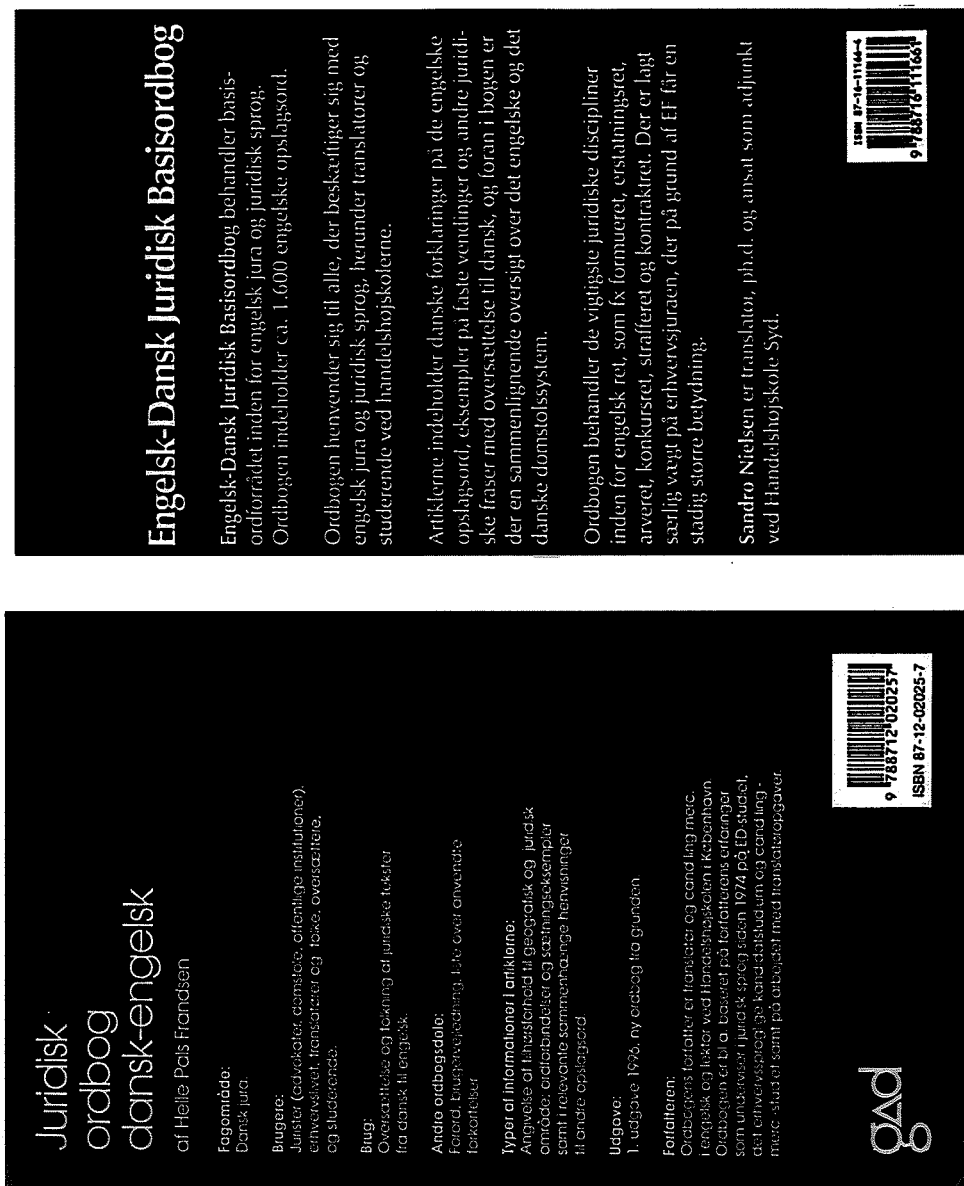 Engelsk-Dansk Juridisk Basisordbog
Engelsk-Dansk Juridisk Basisordbog behandler basis-
ordforrådet inden for engelsk jura og juridisk sprog.
Ordbogen indeholder ca. 1.600 engelske opslagsord.
Ordbogen henvender sig til alle, der beskæftiger sig med
engelsk jura og juridisk sprog, herunder translatører og
studerende ved handelshøjskolerne.
Artiklerne indeholder danske forklaringer på de engelske
opslagsord, eksempler på faste vendinger og andre juridi-
ske fraser med oversættelse til dansk, og foran i bogen er
der en sammenlignende oversigt over det engelske og det
danske domstolssystem.
Ordbogen behandler de vigtigste juridiske discipliner
inden for engelsk ret, som fx formueret, erstatningsret,
arveret, konkursret, strafferet og kontraktret. Der er lagt
særlig vægt på erhvervsjuraen, der på grund af EF får en
stadig større betydning.
Sandro Nielsen er translatør, ph.d. og ansat som adjunkt
ved Handelshøjskole Syd.
ISBN 87-16-11166-4
9 788716 111661
Juridisk
ordbog
dansk-engelsk
af Helle Pals Frandsen
Fagområde:
Dansk jura.
Brugere:
Jurister (advokater, domstole, offentlige institutioner),
erhvervslivet, translatører og tolke, oversættere,
og studerende.
Brug:
Oversættelse og tolkning af juridiske tekster
fra dansk til engelsk.
Andre ordbogsdele:
Forord, brugervejledning, lister over anvendte
forkortelser
Typer af informationer i artiklerne:
Angivelse af tilhørsforhold til geografisk og juridisk
område, ordforbindelser og sætningseksempler
samt i relevante sammenhænge henvisninger
til andre opslagsord.
Udgave:
1. udgave 1996, ny ordbog fra grunden.
Forfatteren:
Ordbogens forfatter er translatør og cand.ling.merc.
i engelsk og lektor ved Handelshøjskolen i København.
Ordbogen er bl.a. baseret på forfatterens erfaringer
som underviser i juridisk sprog siden 1974 på ED-studiet,
det erhvervssproglige kandidatstudium og cand.ling.-
merc.-studiet samt på arbejdet med translatøropgaver.
gad
9 788712 020257
ISBN 87-12-02025-7